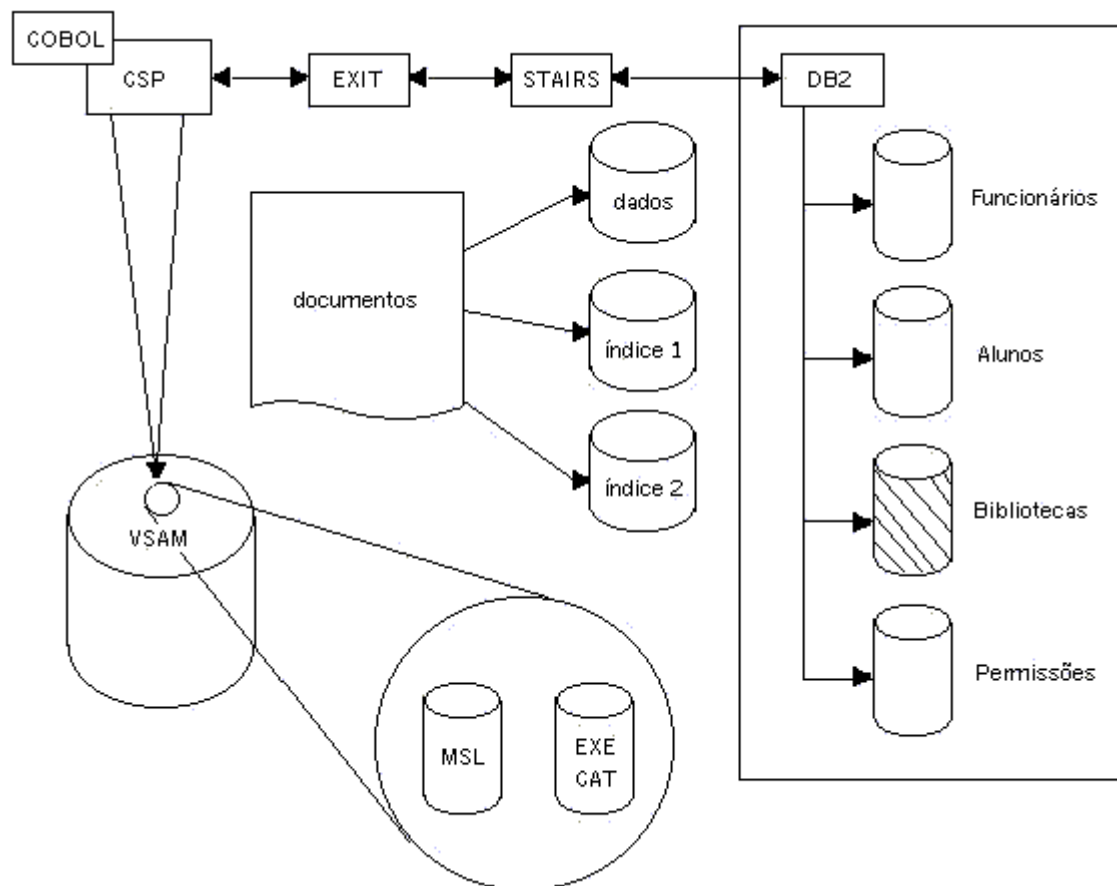 COBOL
CSP
EXIT
STAIRS
DB2
dados
Funcionários
documentos
índice 1
Alunos
índice 2
Bibliotecas
VSAM
Permissões
MSL
EXE
CAT